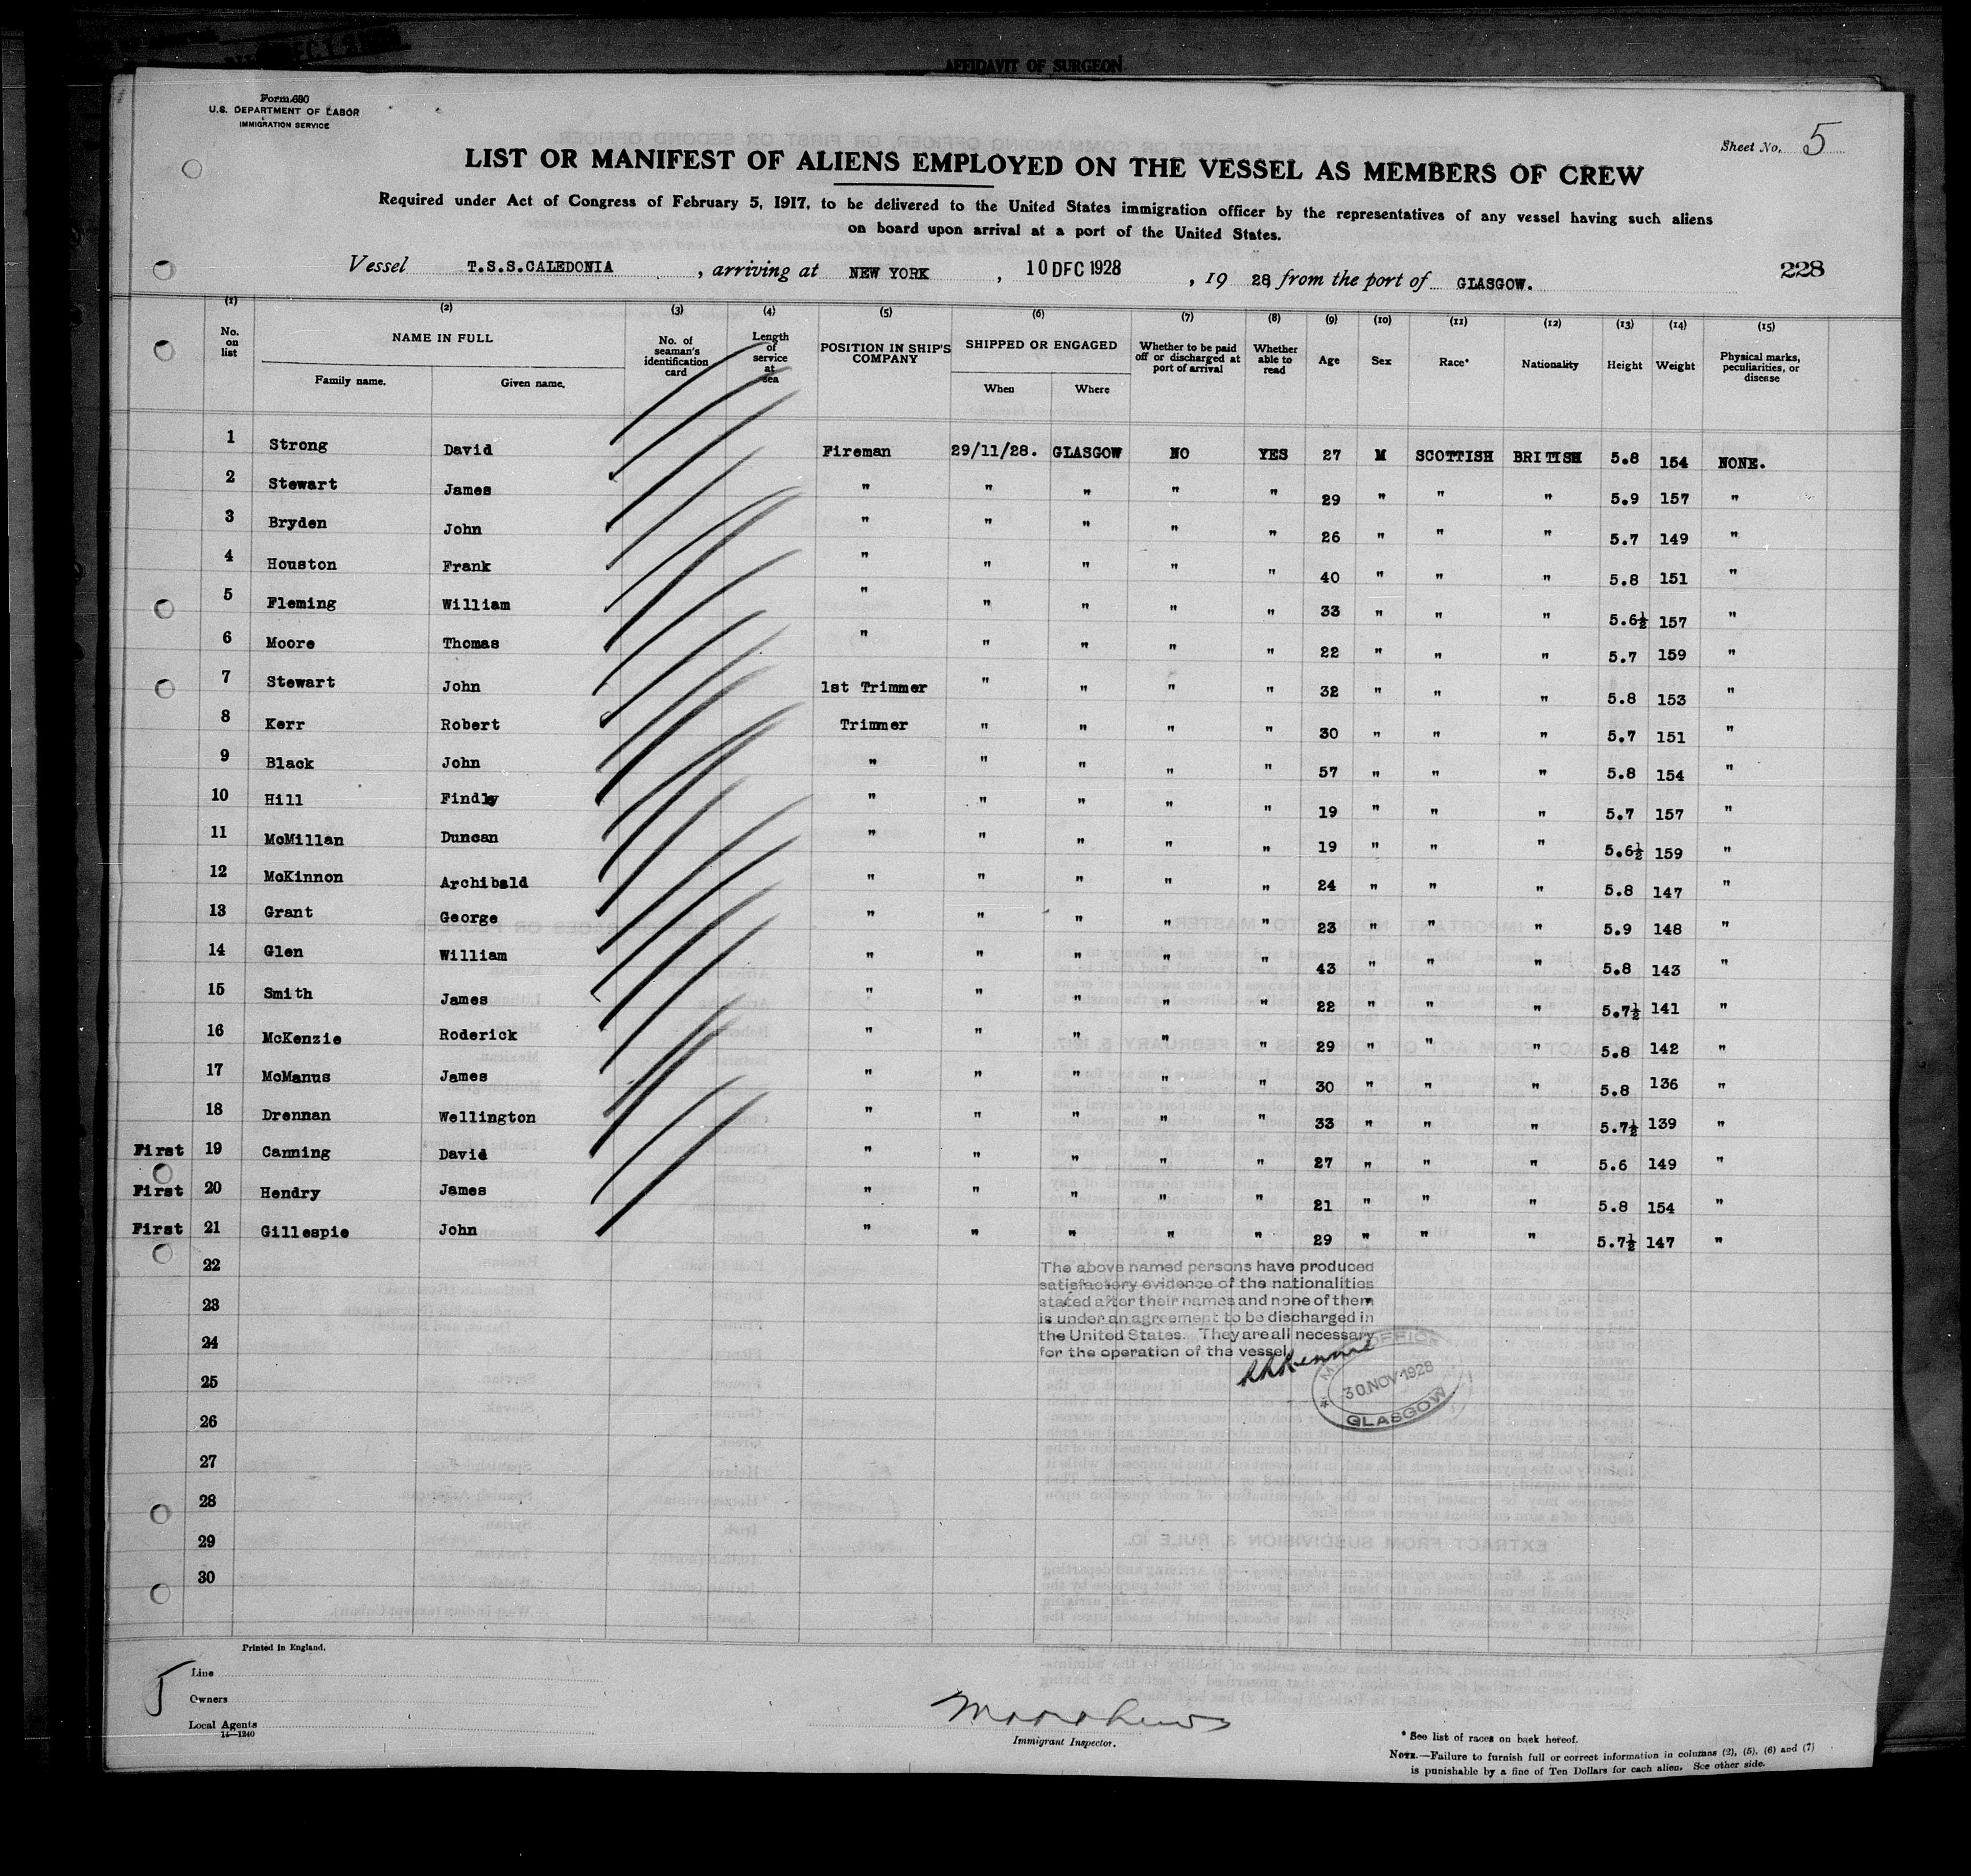 AFFIDAVIT OF SURGEON
Form 680
U.S. DEPARTMENT OF LABOR
IMMIGRATION SERVICE
Sheet No. 5
LIST OR MANIFEST OF ALIENS EMPLOYED ON THE VESSEL AS MEMBERS OF CREW
Required under Act of Congress of February 5, 1917, to be delivered to the United States immigration officer by the representatives of any vessel having such aliens
on board upon arrival at a port of the United States.
Vessel T.S.S.CALEDONIA, arriving at NEW YORK, 10 DEC 1928, 19 28, from the port of GLASGOW.
228
(1) (2) (3) (4) (5) (6) (7) (8) (9) (10) (11) (12) (13) (14) (15)
No. on list NAME IN FULL Family name. Given name. No. of seaman's identification card Length of service at sea POSITION IN SHIP'S COMPANY SHIPPED OR ENGAGED When Where Whether to be paid off or discharged at port of arrival Whether able to read Age Sex Race* Nationality Height Weight Physical marks, peculiarities, or disease
1 Strong David Fireman 29/11/28. GLASGOW NO YES 27 M SCOTTISH BRITISH 5.8 154 NONE.
2 Stewart James " " " " " 29 " " " 5.9 157 "
3 Bryden John " " " " " 26 " " " 5.7 149 "
4 Houston Frank " " " " " 40 " " " 5.8 151 "
5 Fleming William " " " " " 33 " " " 5.6½ 157 "
6 Moore Thomas " " " " " 22 " " " 5.7 159 "
7 Stewart John 1st Trimmer " " " " 32 " " " 5.8 153 "
8 Kerr Robert Trimmer " " " " 30 " " " 5.7 151 "
9 Black John " " " " " 57 " " " 5.8 154 "
10 Hill Findly " " " " " 19 " " " 5.7 157 "
11 McMillan Duncan " " " " " 19 " " " 5.6½ 159 "
12 McKinnon Archibald " " " " " 24 " " " 5.8 147 "
13 Grant George " " " " " 23 " " " 5.9 148 "
14 Glen William " " " " " 43 " " " 5.8 143 "
15 Smith James " " " " " 22 " " " 5.7½ 141 "
16 McKenzie Roderick " " " " " 29 " " " 5.8 142 "
17 McManus James " " " " " 30 " " " 5.8 136 "
18 Drennan Wellington " " " " " 33 " " " 5.7½ 139 "
First 19 Canning David " " " " " 27 " " " 5.6 149 "
First 20 Hendry James " " " " " 21 " " " 5.8 154 "
First 21 Gillespie John " " " " " 29 " " " 5.7½ 147 "
22
23
24
25
26
27
28
29
30
The above named persons have produced
satisfactory evidence of the nationalities
stated after their names and none of them
is under an agreement to be discharged in
the United States. They are all necessary
for the operation of the vessel
OFFICE
30 NOV 1928
GLASGOW
Printed in England.
5
Line
Owners
Local Agents
14—1240
Immigrant Inspector.
* See list of races on back hereof.
NOTE.—Failure to furnish full or correct information in columns (2), (5), (6) and (7)
is punishable by a fine of Ten Dollars for each alien. See other side.